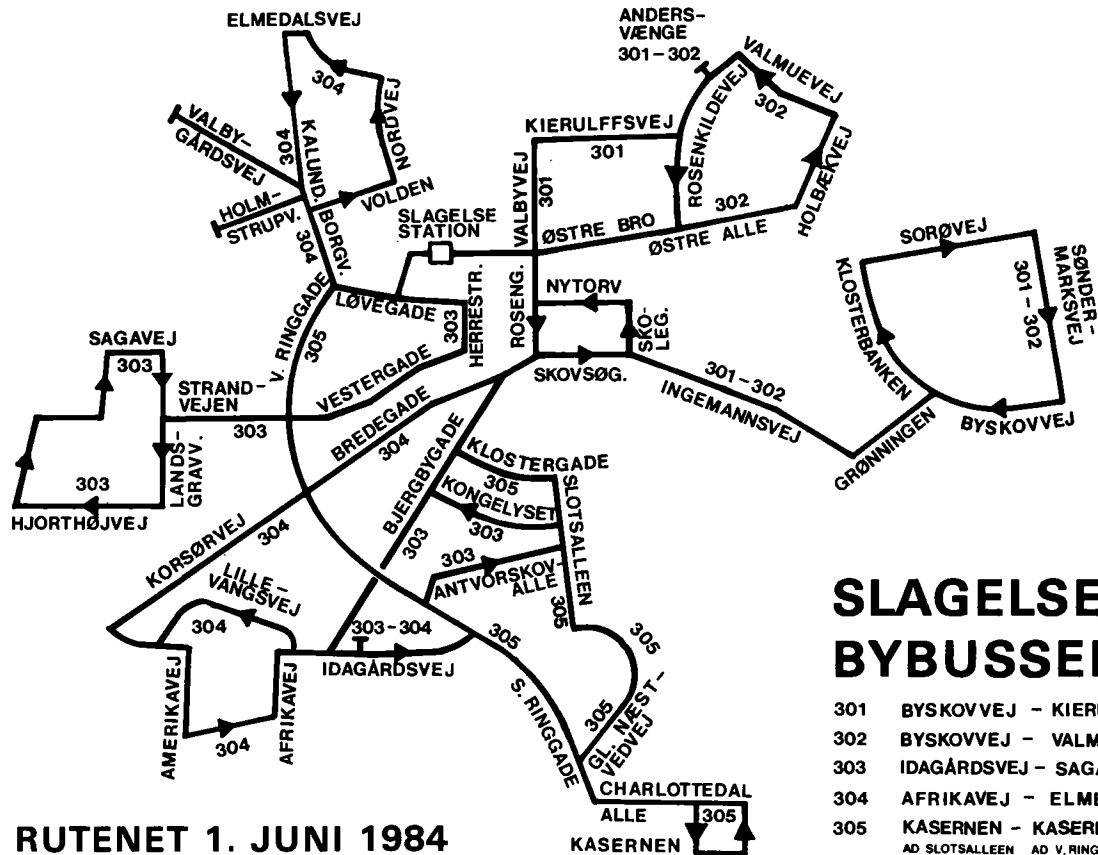 ELMEDALSVEJ
304
304
KALUND.
BORGV.
304
NORDVEJ
VOLDEN
VALBY-
GÅRDSVEJ
HOLM-
STRUPV.
ANDERS-
VÆNGE
301-302
VALMUEVEJ
302
ROSENKILDEVEJ
KIERULFFSVEJ
301
VALBYVEJ
301
HOLBÆKVEJ
302
ØSTRE BRO
ØSTRE ALLE
SLAGELSE
STATION
LØVEGADE
HERRESTR.
303
ROSENG.
NYTORV
SKO-
LEG.
SKOVSØG.
SORØVEJ
SØNDER-
MARKSVEJ
301-302
KLOSTERBANKEN
BYSKOVVEJ
301-302
INGEMANNSVEJ
GRØNNINGEN
V. RINGGADE
305
SAGAVEJ
303
STRAND-
VEJEN
303
VESTERGADE
LANDS-
GRAVV.
303
HJORTHØJVEJ
BREDEGADE
304
KORSØRVEJ
304
BJERGBYGADE
303
KLOSTERGADE
305
KONGELYSET
303
SLOTSALLEEN
305
303
ANTVORSKOV-
ALLE
LILLE-
VANGSVEJ
304
AMERIKAVEJ
304
AFRIKAVEJ
303-304
IDAGÅRDSVEJ
305
S. RINGGADE
305
305
GL. NÆST-
VEDVEJ
CHARLOTTEDAL
ALLE
305
KASERNEN
SLAGELSE
BYBUSSE
301 BYSKOVVEJ - KIER
302 BYSKOVVEJ - VALM
303 IDAGÅRDSVEJ - SAG
304 AFRIKAVEJ - ELME
305 KASERNEN - KASER
AD SLOTSALLEEN AD V. RING
RUTENET 1. JUNI 1984